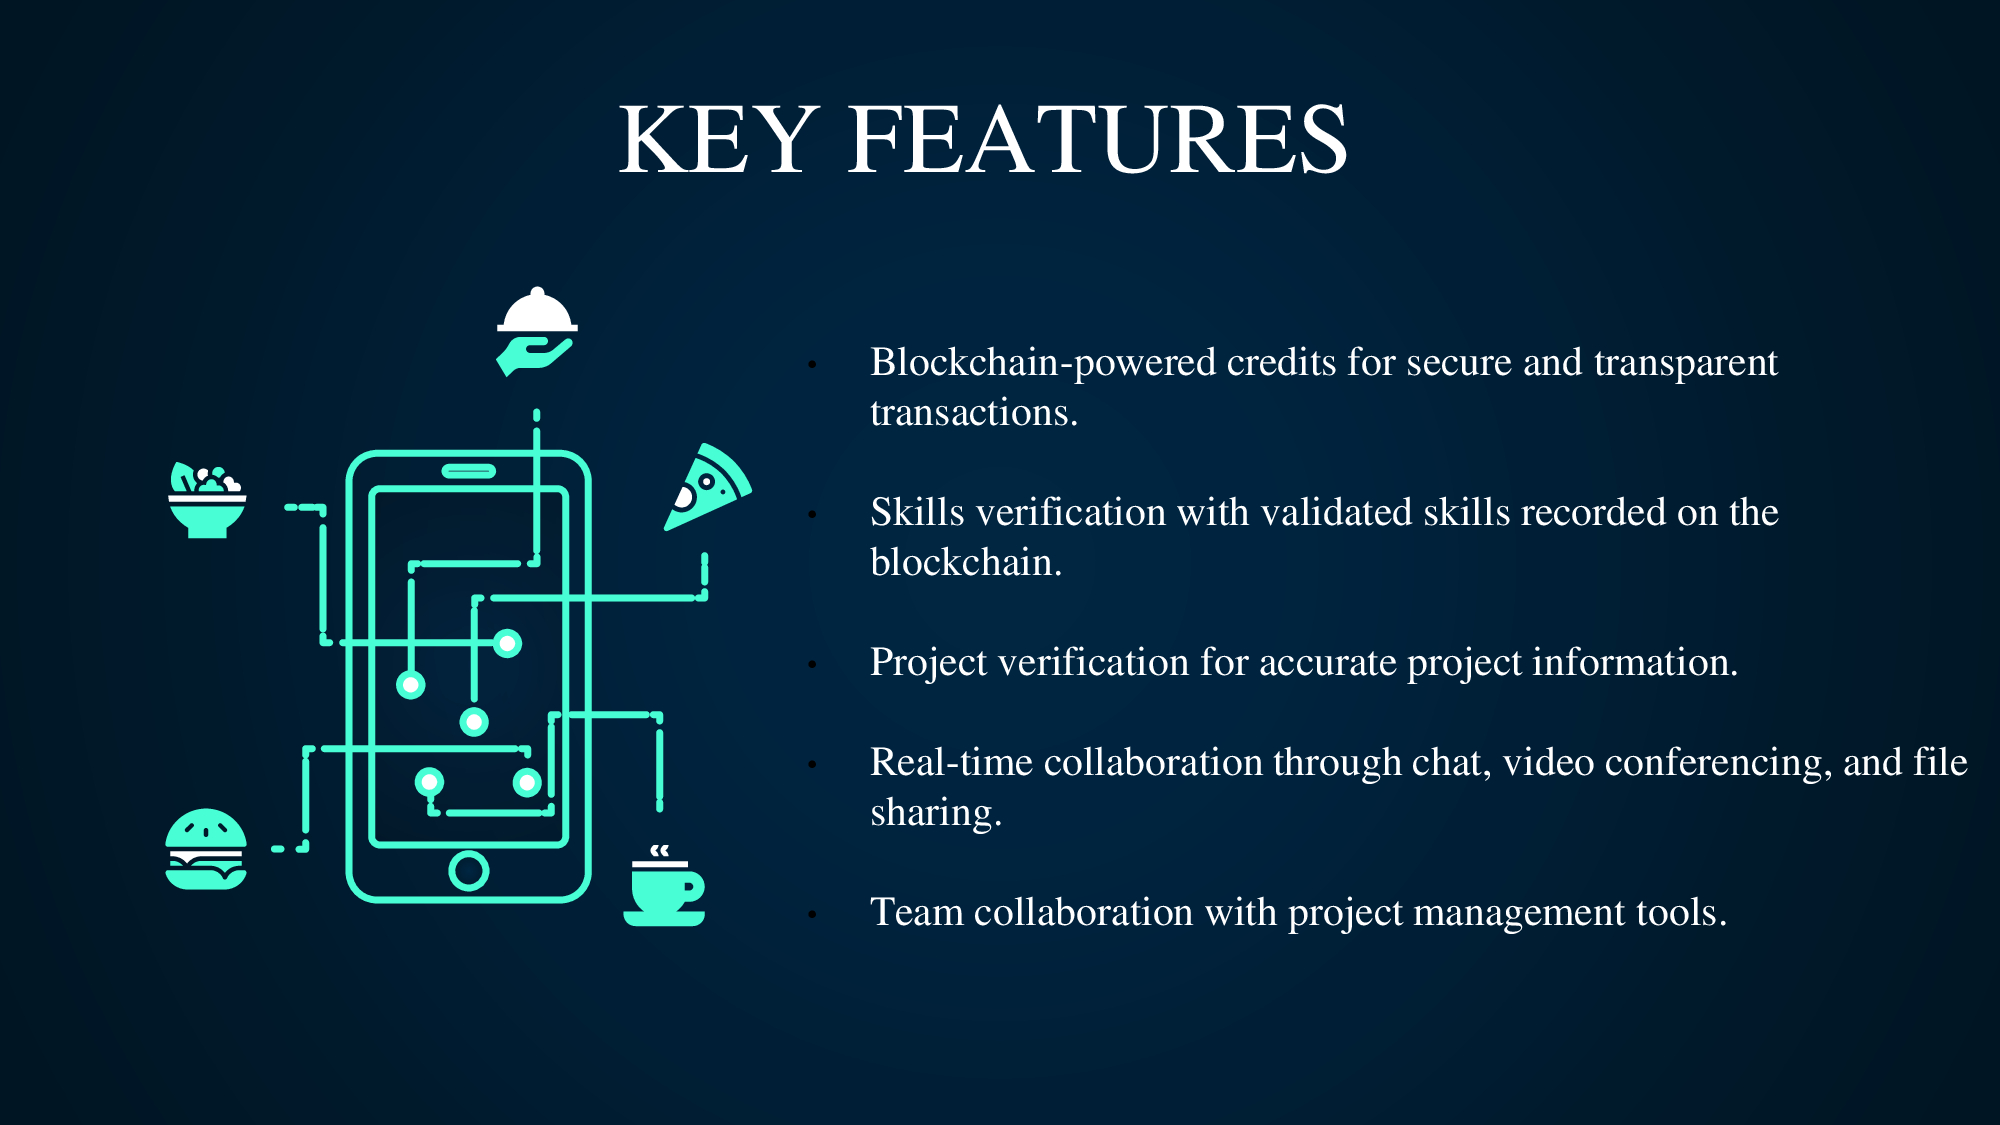 KEY FEATURES
• Blockchain-powered credits for secure and transparent
transactions.
• Skills verification with validated skills recorded on the
blockchain.
• Project verification for accurate project information.
• Real-time collaboration through chat, video conferencing, and file
sharing.
• Team collaboration with project management tools.